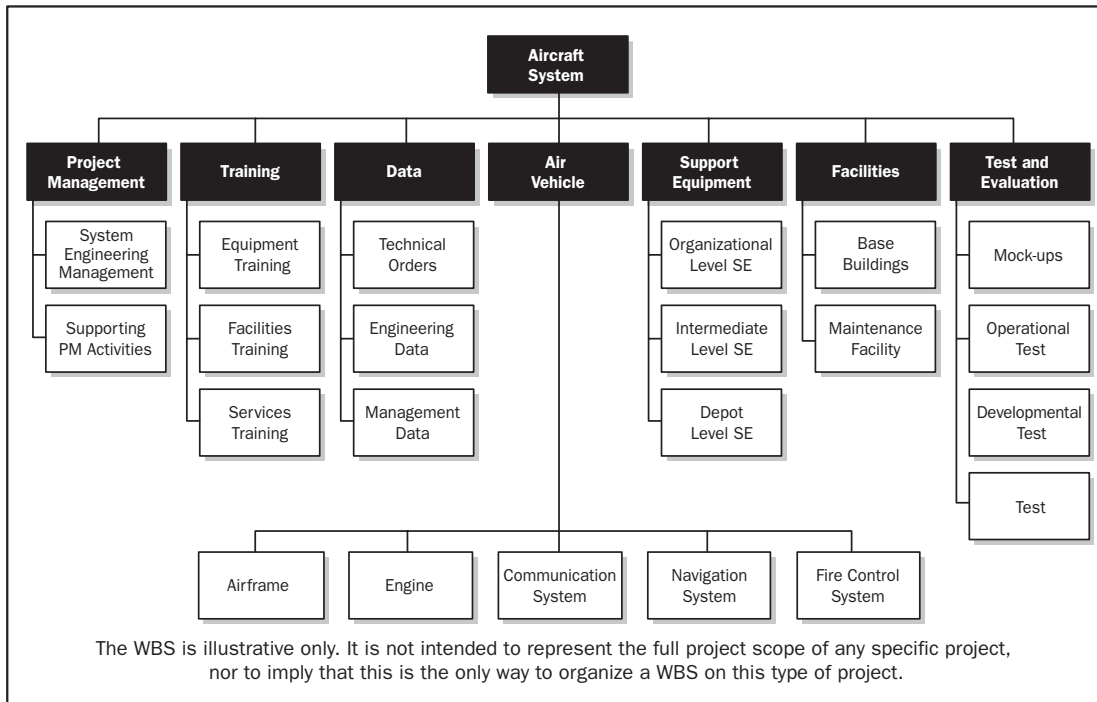 Aircraft
System
Project
Management
Training
Data
Air
Vehicle
Support
Equipment
Facilities
Test and
Evaluation
System
Engineering
Management
Supporting
PM Activities
Equipment
Training
Facilities
Training
Services
Training
Technical
Orders
Engineering
Data
Management
Data
Organizational
Level SE
Intermediate
Level SE
Depot
Level SE
Base
Buildings
Maintenance
Facility
Mock-ups
Operational
Test
Developmental
Test
Test
Airframe
Engine
Communication
System
Navigation
System
Fire Control
System
The WBS is illustrative only. It is not intended to represent the full project scope of any specific project,
nor to imply that this is the only way to organize a WBS on this type of project.